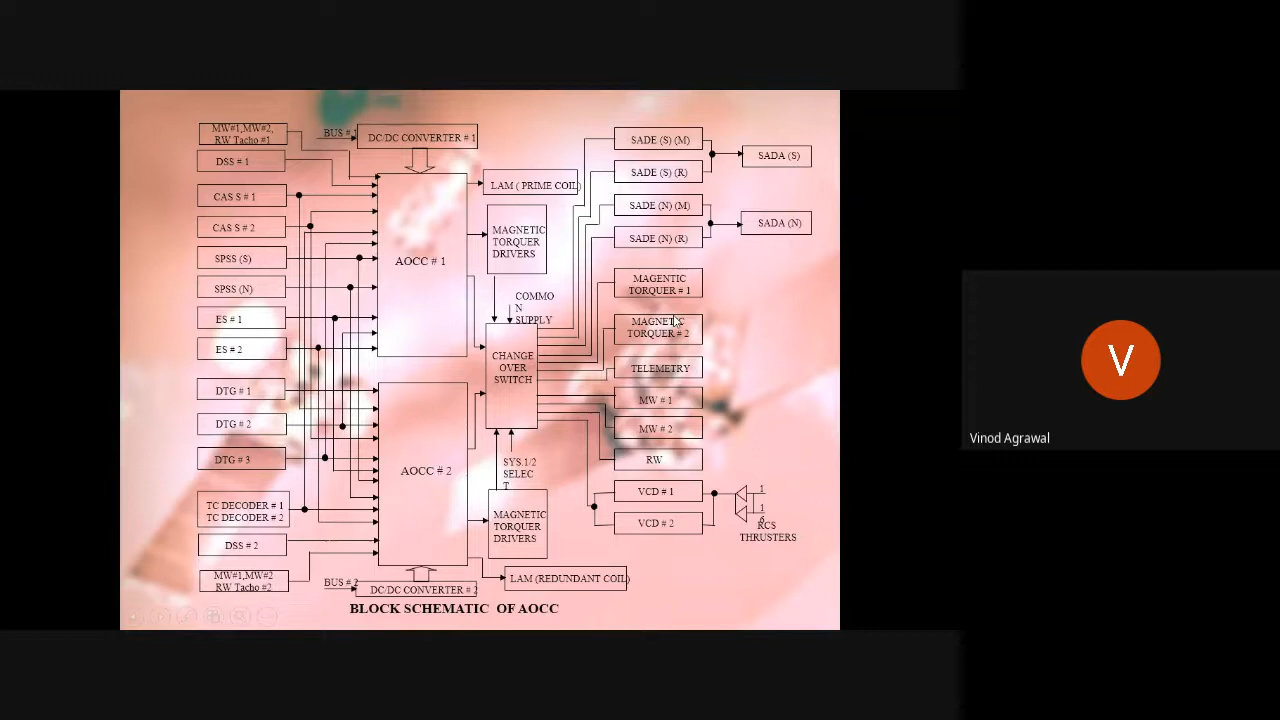 MW#1,MW#2,
RW Tacho #1
DSS # 1
CAS S # 1
CAS S # 2
SPSS (S)
SPSS (N)
ES # 1
ES # 2
DTG # 1
DTG # 2
DTG # 3
TC DECODER # 1
TC DECODER # 2
DSS # 2
MW#1,MW#2
RW Tacho #2
BUS # 1
DC/DC CONVERTER # 1
AOCC # 1
AOCC # 2
BUS # 2
DC/DC CONVERTER # 2
LAM ( PRIME COIL)
MAGNETIC
TORQUER
DRIVERS
COMMO
N
SUPPLY
CHANGE
OVER
SWITCH
SYS.1/2
SELEC
T
MAGNETIC
TORQUER
DRIVERS
LAM (REDUNDANT COIL)
SADE (S) (M)
SADE (S) (R)
SADE (N) (M)
SADE (N) (R)
SADA (S)
SADA (N)
MAGENTIC
TORQUER # 1
MAGNETIC
TORQUER # 2
TELEMETRY
MW # 1
MW # 2
RW
VCD # 1
VCD # 2
1
1
6
RCS
THRUSTERS
BLOCK SCHEMATIC OF AOCC
V
Vinod Agrawal